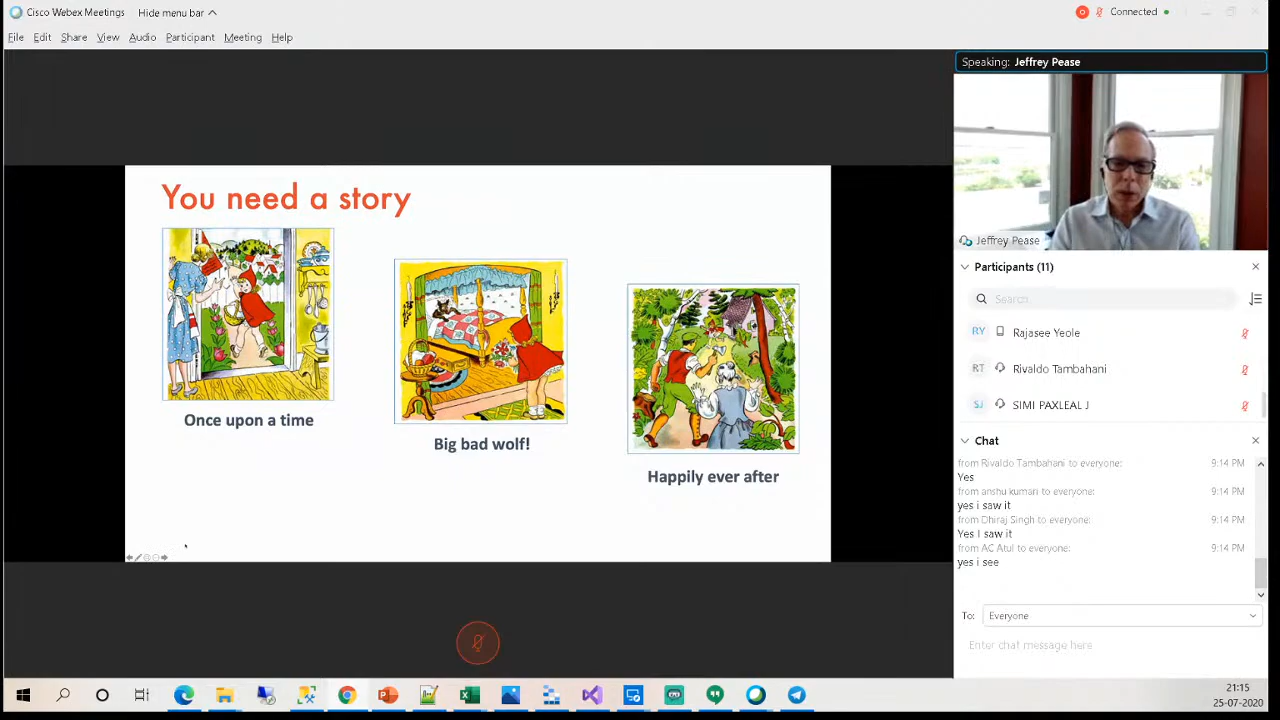 Cisco Webex Meetings Hide menu bar
Connected
File Edit Share View Audio Participant Meeting Help
Speaking: Jeffrey Pease
You need a story
Once upon a time
Big bad wolf!
Happily ever after
Jeffrey Pease
Participants (11)
Search
RY Rajasee Yeole
RT Rivaldo Tambahani
SJ SIMI PAXLEAL J
Chat
from Rivaldo Tambahani to everyone: 9:14 PM
Yes
from anshu kumari to everyone: 9:14 PM
yes i saw it
from Dhiraj Singh to everyone: 9:14 PM
Yes I saw it
from AC Atul to everyone: 9:14 PM
yes i see
To: Everyone
Enter chat message here
21:15
25-07-2020